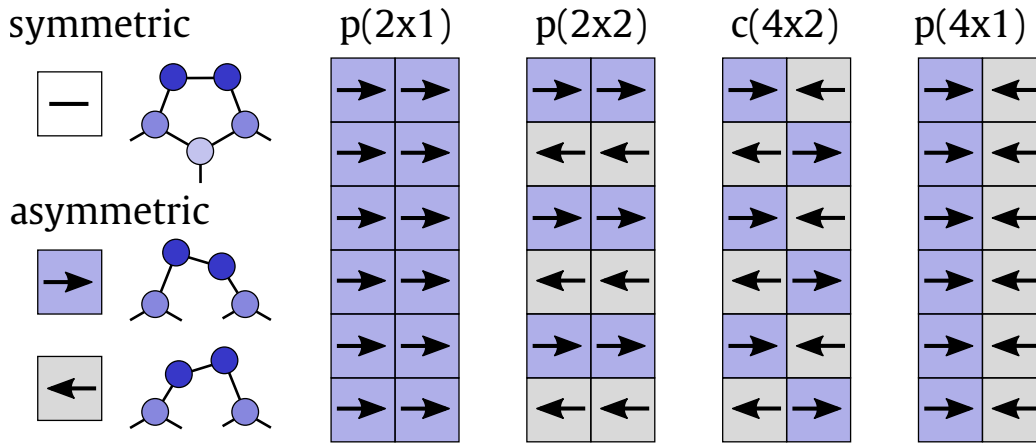 symmetric
p(2x1)
p(2x2)
c(4x2)
p(4x1)
asymmetric